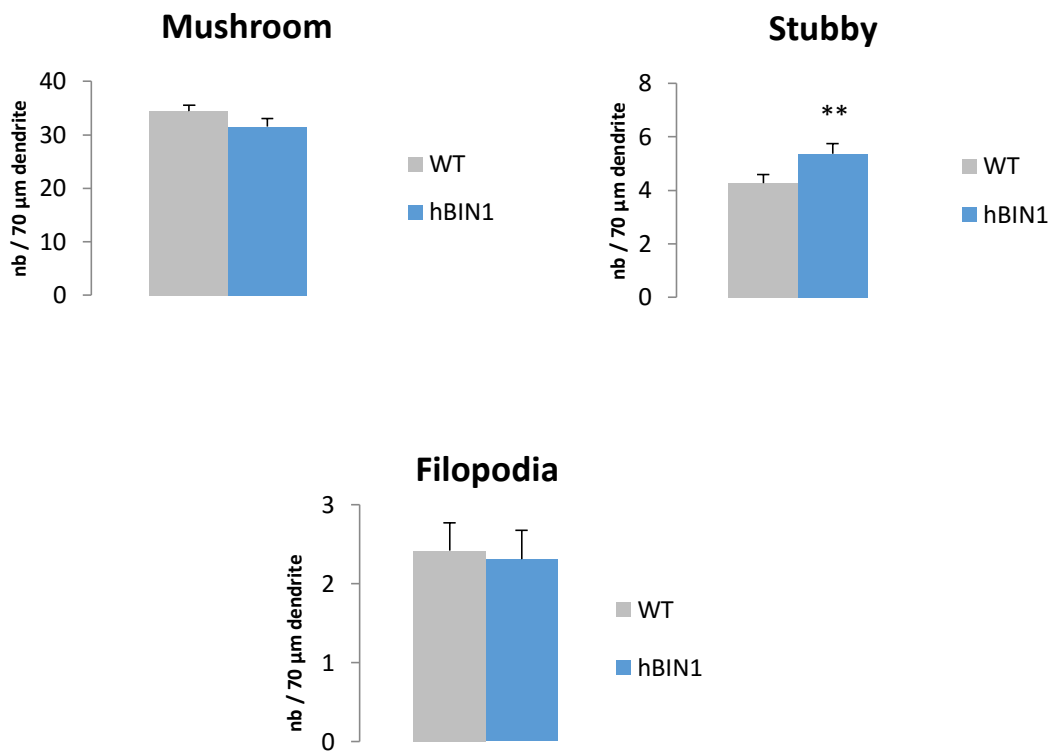 Mushroom
40
30
20
10
0
nb / 70 µm dendrite
WT
hBIN1
Stubby
8
6
4
2
0
nb / 70 µm dendrite
**
WT
hBIN1
Filopodia
3
2
1
0
nb / 70 µm dendrite
WT
hBIN1